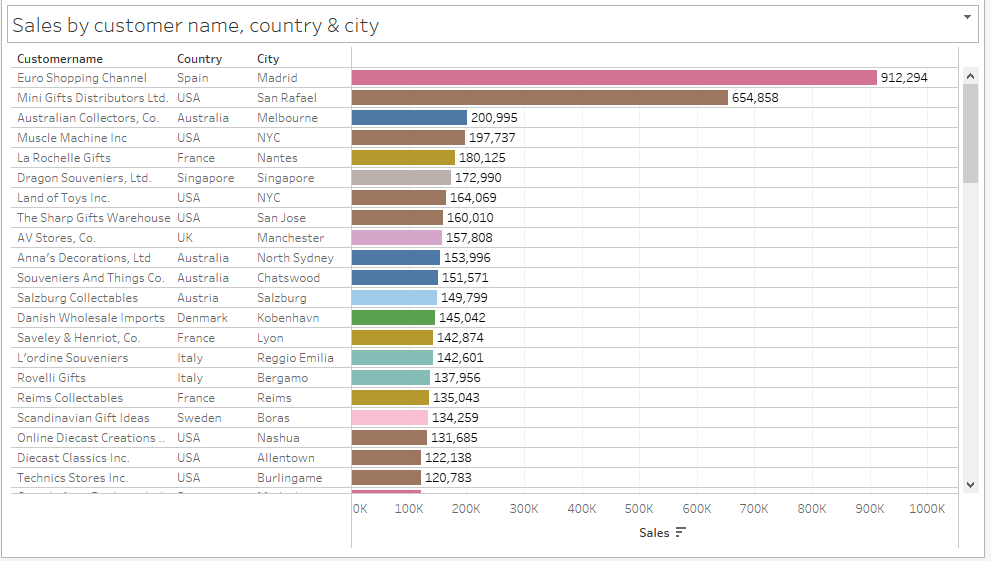 Sales by customer name, country & city
Customername Country City
Euro Shopping Channel Spain Madrid 912,294
Mini Gifts Distributors Ltd. USA San Rafael 654,858
Australian Collectors, Co. Australia Melbourne 200,995
Muscle Machine Inc USA NYC 197,737
La Rochelle Gifts France Nantes 180,125
Dragon Souveniers, Ltd. Singapore Singapore 172,990
Land of Toys Inc. USA NYC 164,069
The Sharp Gifts Warehouse USA San Jose 160,010
AV Stores, Co. UK Manchester 157,808
Anna's Decorations, Ltd Australia North Sydney 153,996
Souveniers And Things Co. Australia Chatswood 151,571
Salzburg Collectables Austria Salzburg 149,799
Danish Wholesale Imports Denmark Kobenhavn 145,042
Saveley & Henriot, Co. France Lyon 142,874
L'ordine Souveniers Italy Reggio Emilia 142,601
Rovelli Gifts Italy Bergamo 137,956
Reims Collectables France Reims 135,043
Scandinavian Gift Ideas Sweden Boras 134,259
Online Diecast Creations .. USA Nashua 131,685
Diecast Classics Inc. USA Allentown 122,138
Technics Stores Inc. USA Burlingame 120,783
0K 100K 200K 300K 400K 500K 600K 700K 800K 900K 1000K
Sales